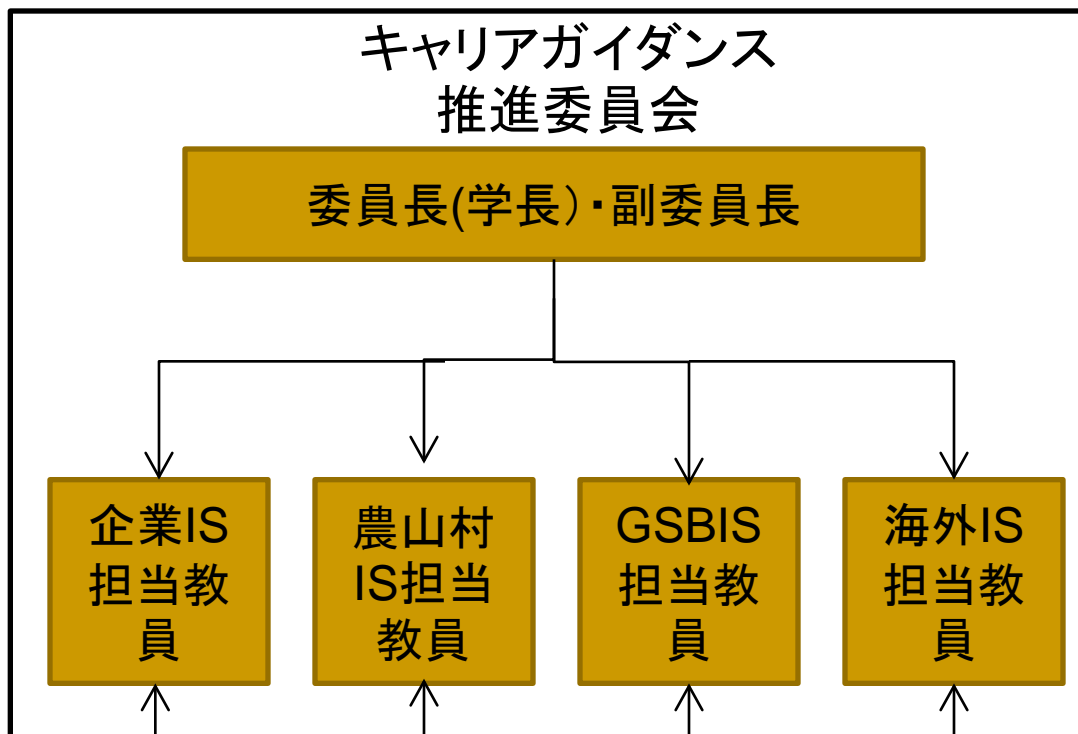 キャリアガイダンス
推進委員会
委員長(学長）・副委員長
企業IS
担当教
員
農山村
IS担当
教員
GSBIS
担当教
員
海外IS
担当教
員